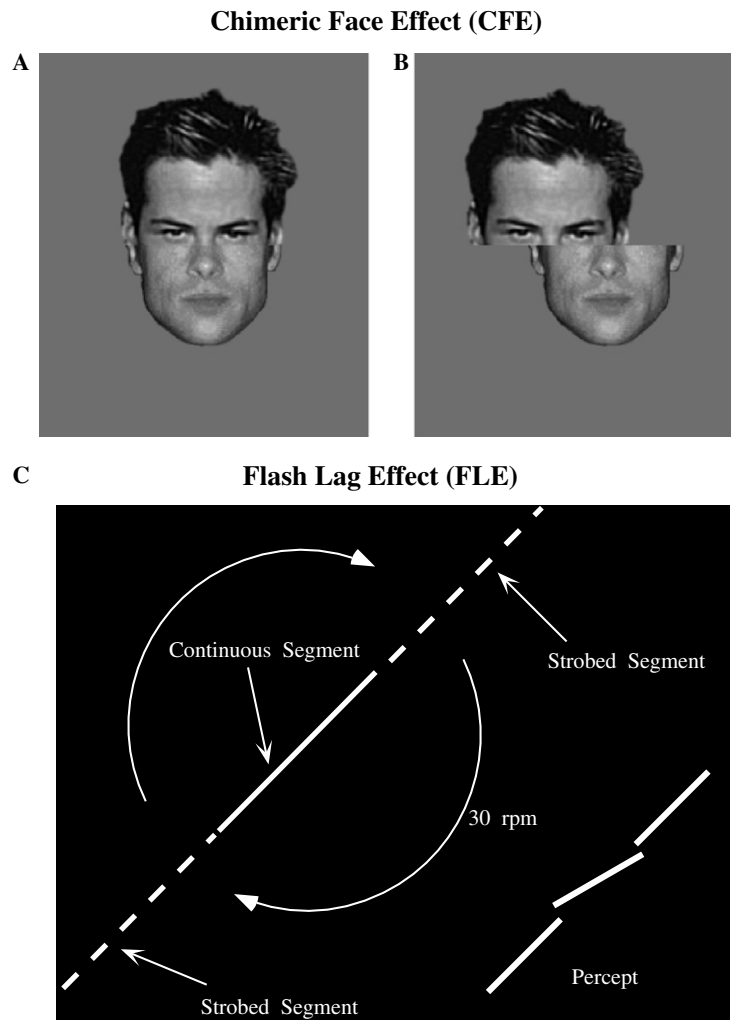 Chimeric Face Effect (CFE)
A
B
C
Flash Lag Effect (FLE)
Continuous Segment
Strobed Segment
30 rpm
Percept
Strobed Segment